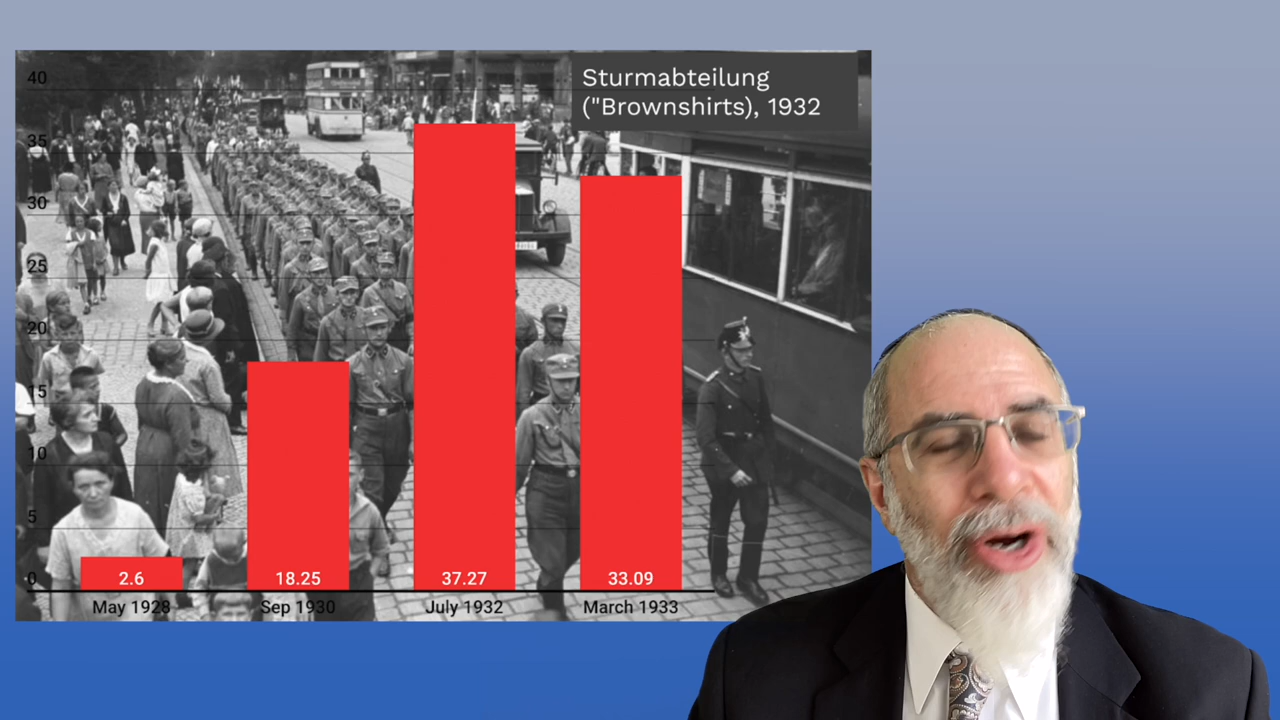 Sturmabteilung
("Brownshirts), 1932
40
35
30
25
20
15
10
5
0
2.6
18.25
37.27
33.09
May 1928
Sep 1930
July 1932
March 1933